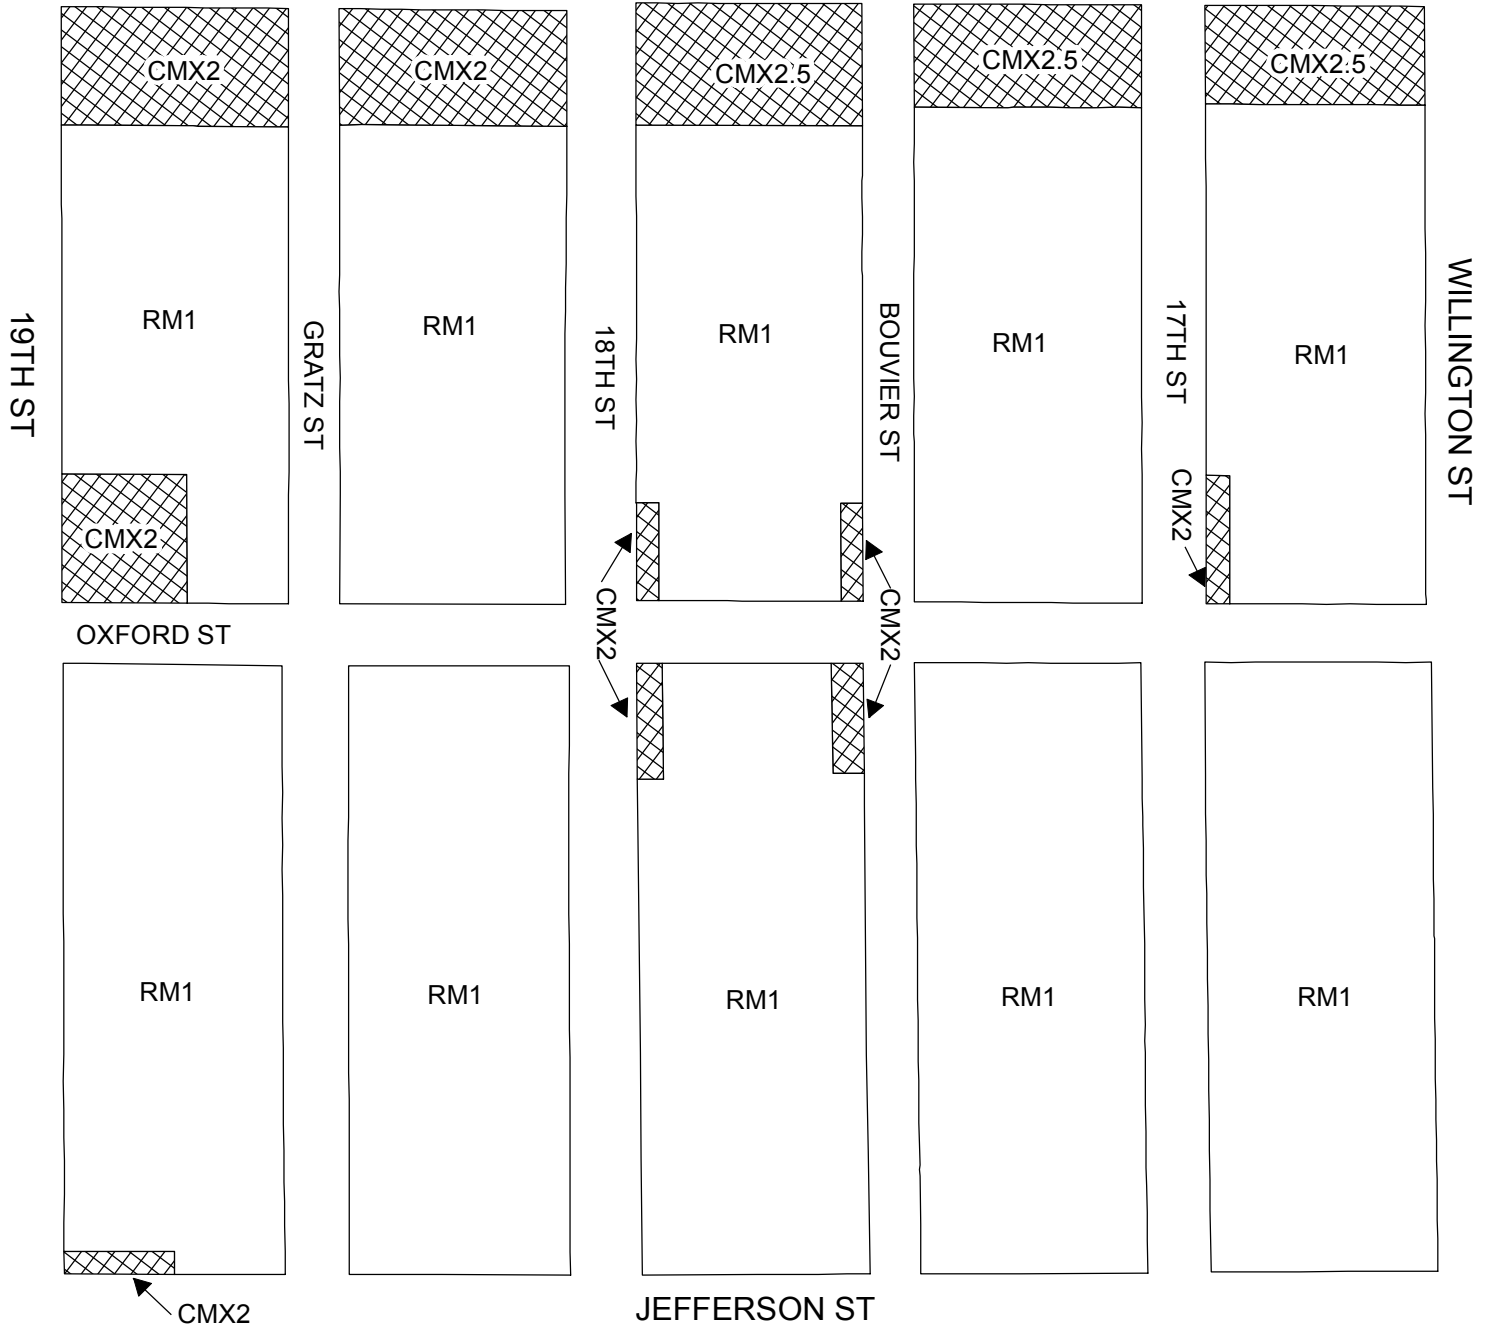 CMX2
CMX2
CMX2.5
CMX2.5
CMX2.5
19TH ST
RM1
GRATZ ST
RM1
18TH ST
RM1
BOUVIER ST
RM1
17TH ST
RM1
WILLINGTON ST
CMX2
CMX2
CMX2
CMX2
OXFORD ST
RM1
RM1
RM1
RM1
RM1
CMX2
JEFFERSON ST